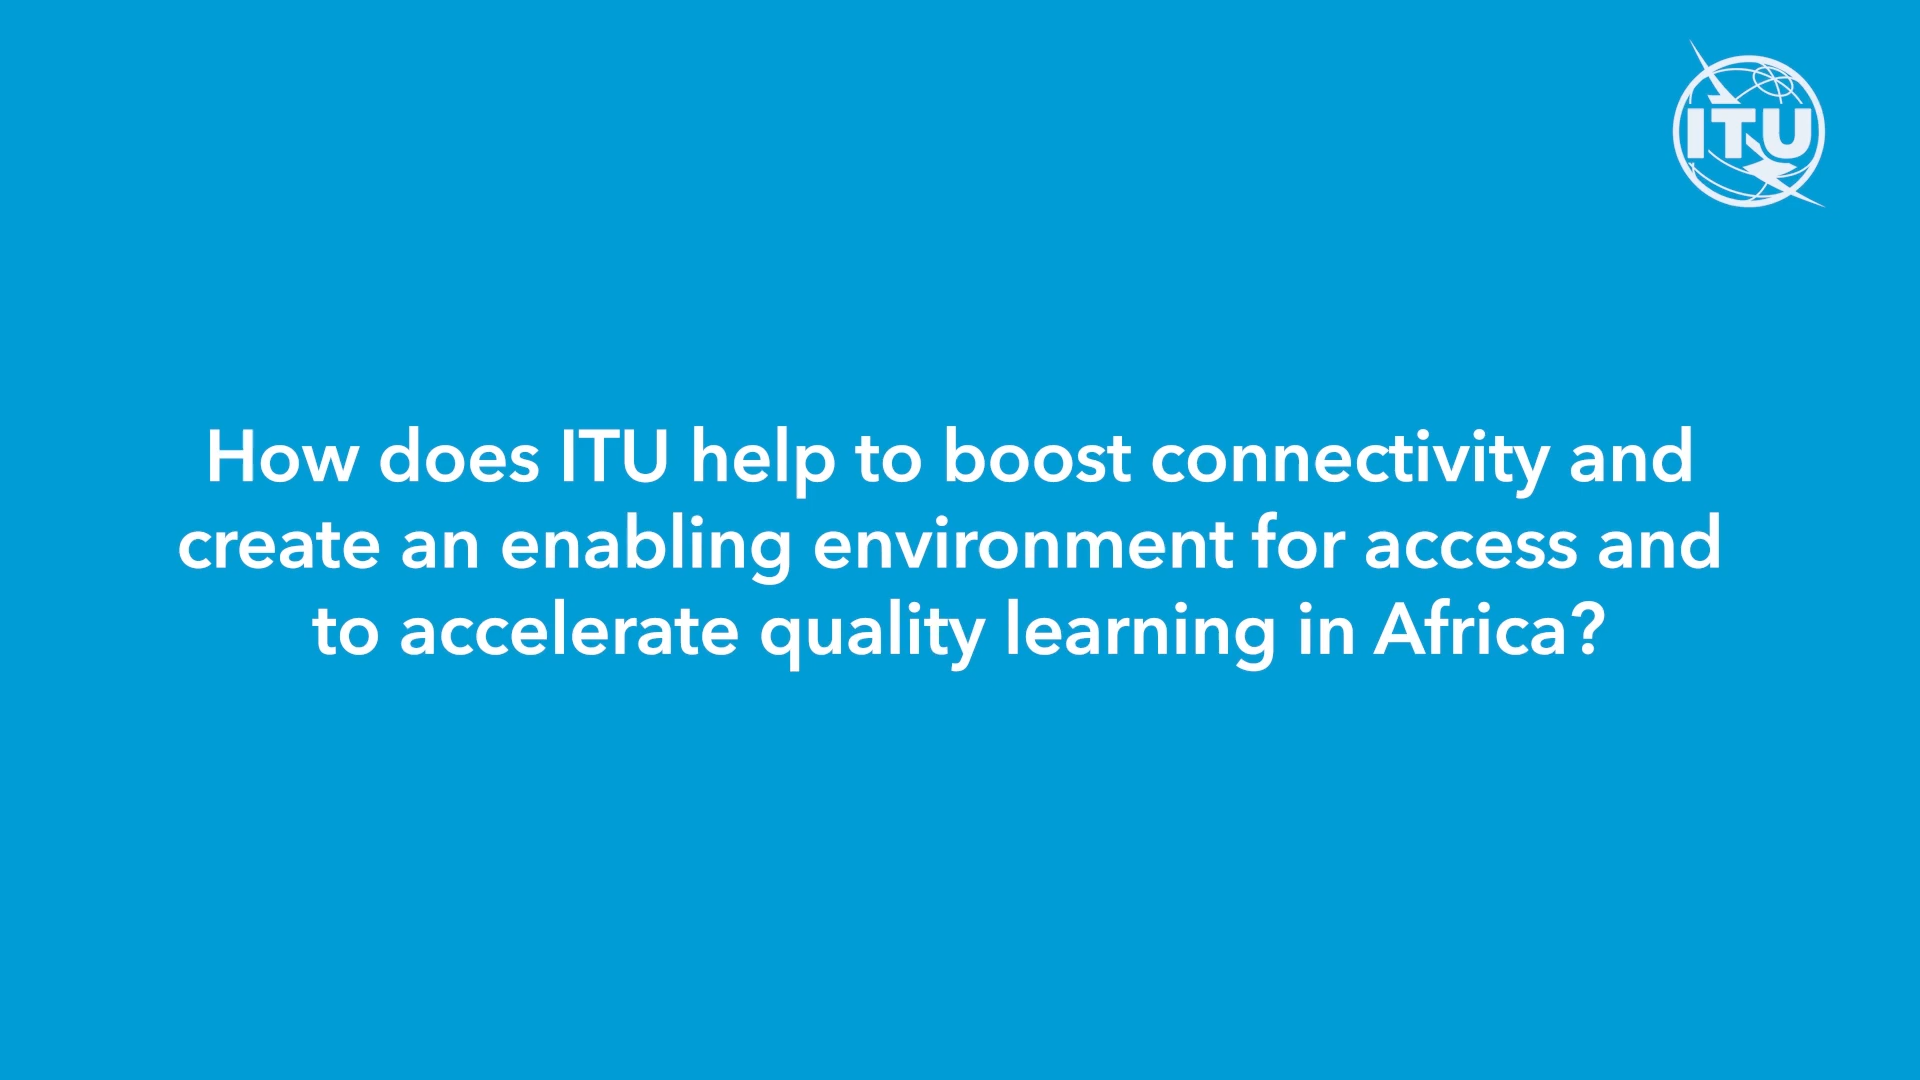 ITU
How does ITU help to boost connectivity and
create an enabling environment for access and
to accelerate quality learning in Africa?